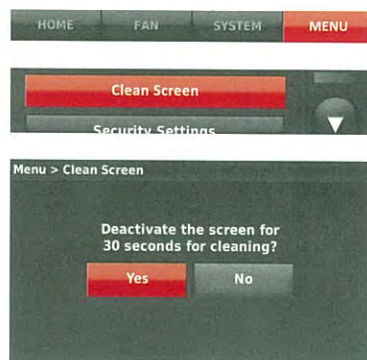 HOME FAN SYSTEM MENU
Clean Screen
Security Settings
Menu > Clean Screen
Deactivate the screen for
30 seconds for cleaning?
Yes No